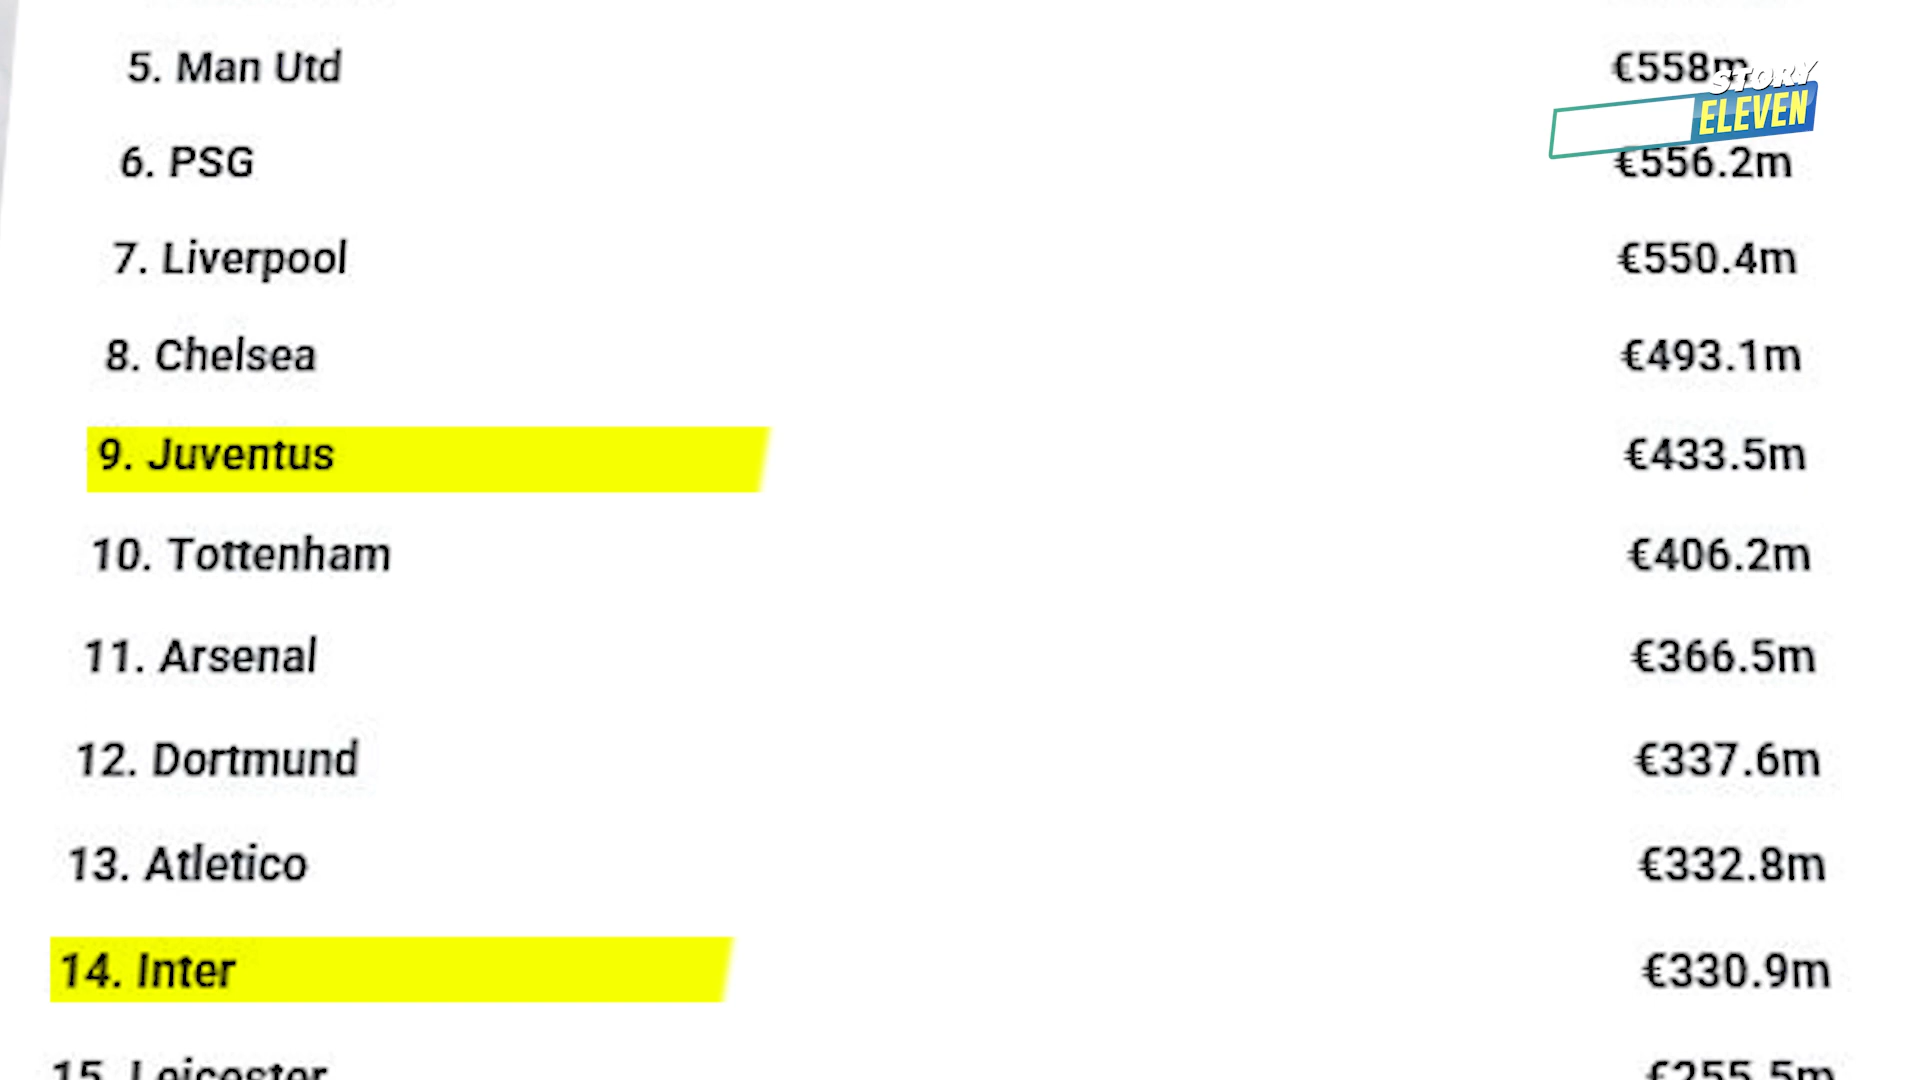 5. Man Utd €558m
STORY
ELEVEN
6. PSG €556.2m
7. Liverpool €550.4m
8. Chelsea €493.1m
9. Juventus €433.5m
10. Tottenham €406.2m
11. Arsenal €366.5m
12. Dortmund €337.6m
13. Atletico €332.8m
14. Inter €330.9m
15. Leicester €255.5m